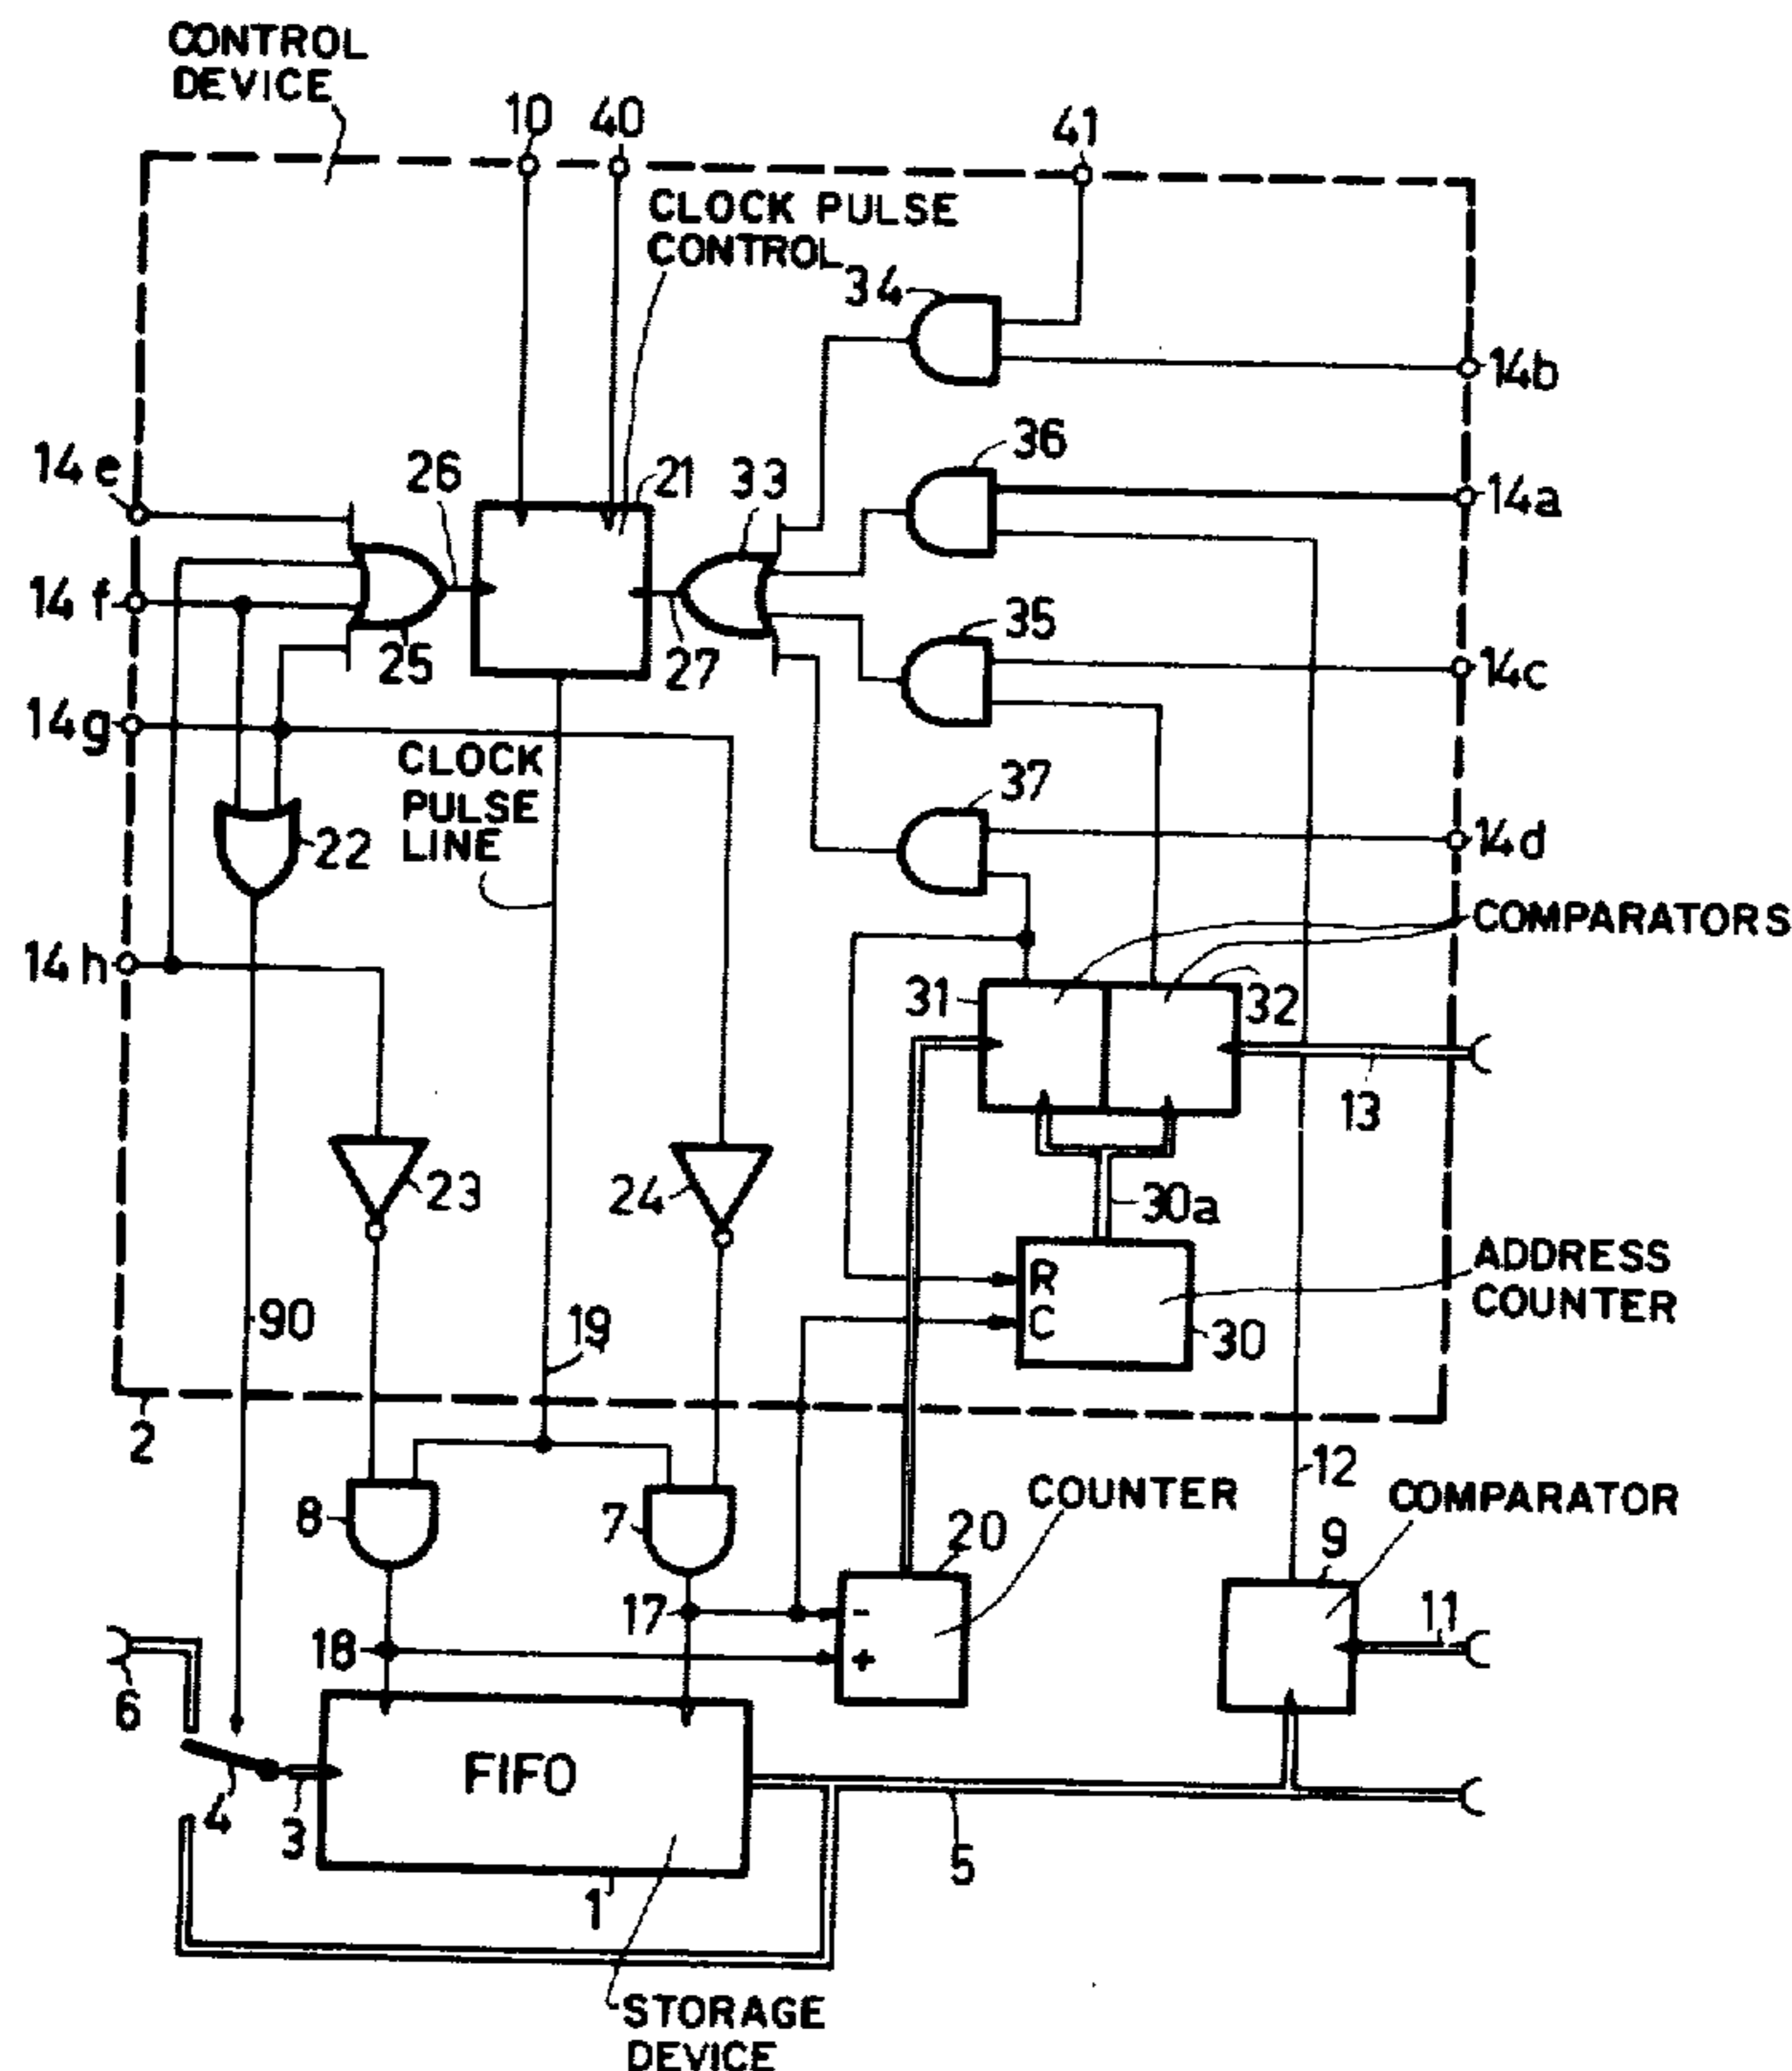 CONTROL
DEVICE
10
40
41
CLOCK PULSE
CONTROL
34
14b
36
14a
14e
26
21
33
14f
25
27
35
14c
14g
CLOCK
PULSE
LINE
22
37
14d
COMPARATORS
14h
31
32
13
23
24
30a
R
C
30
ADDRESS
COUNTER
90
19
2
12
8
7
COUNTER
20
COMPARATOR
9
11
17
-
+
18
6
4
3
FIFO
1
5
STORAGE
DEVICE